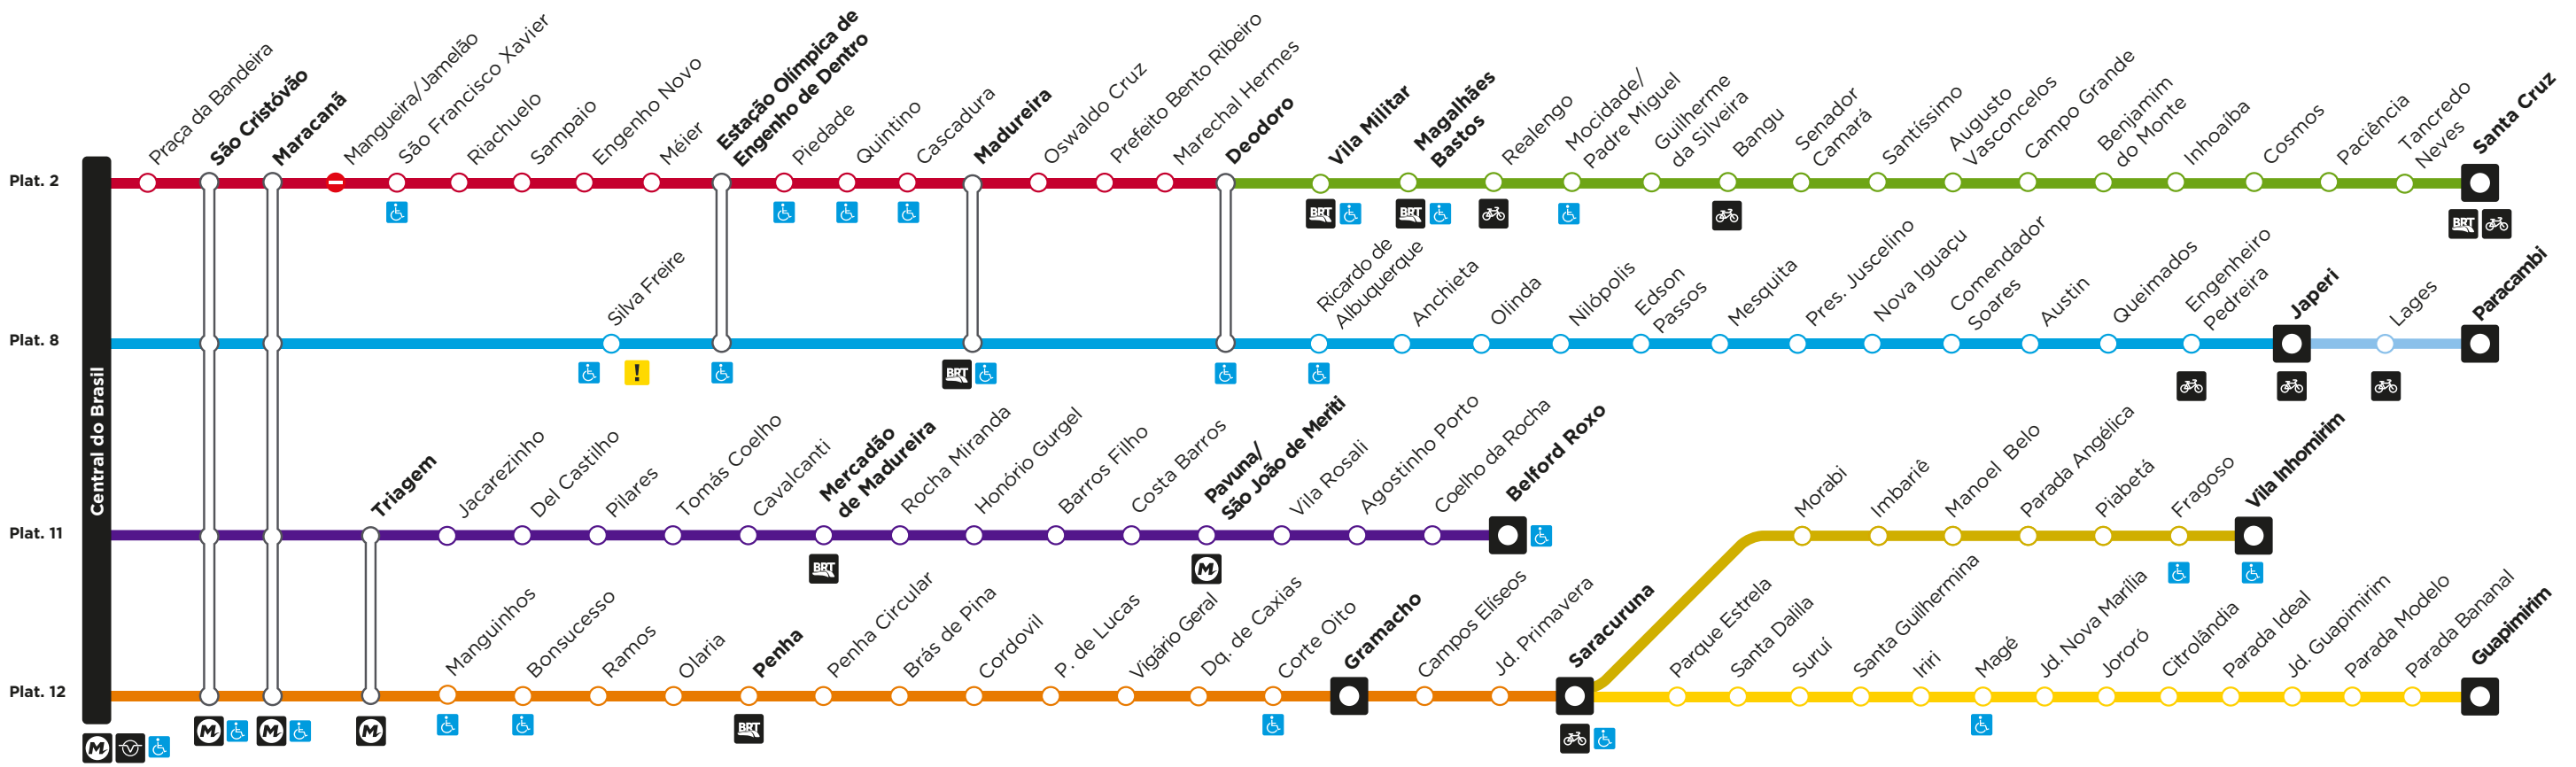 Praça da Bandeira
São Cristóvão
Maracanã
Mangueira/Jamelão
São Francisco Xavier
Riachuelo
Sampaio
Engenho Novo
Méier
Estação Olímpica de
Engenho de Dentro
Piedade
Quintino
Cascadura
Madureira
Oswaldo Cruz
Prefeito Bento Ribeiro
Marechal Hermes
Deodoro
Vila Militar
Magalhães
Bastos
Realengo
Mocidade/
Padre Miguel
Guilherme
da Silveira
Bangu
Senador
Camará
Santíssimo
Augusto
Vasconcelos
Campo Grande
Benjamim
do Monte
Inhoaíba
Cosmos
Paciência
Tancredo
Neves
Santa Cruz
Plat. 2
BRT
BRT
BRT
Silva Freire
Ricardo de
Albuquerque
Anchieta
Olinda
Nilópolis
Edson
Passos
Mesquita
Pres. Juscelino
Nova Iguaçu
Comendador
Soares
Austin
Queimados
Engenheiro
Pedreira
Japeri
Lages
Paracambi
Plat. 8
!
BRT
Central do Brasil
Triagem
Jacarezinho
Del Castilho
Pilares
Tomás Coelho
Cavalcanti
Mercadão
de Madureira
Rocha Miranda
Honório Gurgel
Barros Filho
Costa Barros
Pavuna/
São João de Meriti
Vila Rosali
Agostinho Porto
Coelho da Rocha
Belford Roxo
Morabi
Imbariê
Manoel Belo
Parada Angélica
Piabetá
Fragoso
Vila Inhomirim
Plat. 11
BRT
M
Manguinhos
Bonsucesso
Ramos
Olaria
Penha
Penha Circular
Brás de Pina
Cordovil
P. de Lucas
Vigário Geral
Dq. de Caxias
Corte Oito
Gramacho
Campos Elíseos
Jd. Primavera
Saracuruna
Parque Estrela
Santa Dalila
Suruí
Santa Guilhermina
Iriri
Magé
Jd. Nova Marília
Jororó
Citrolândia
Parada Ideal
Jd. Guapimirim
Parada Modelo
Parada Bananal
Guapimirim
Plat. 12
M
M
M
BRT
M
V